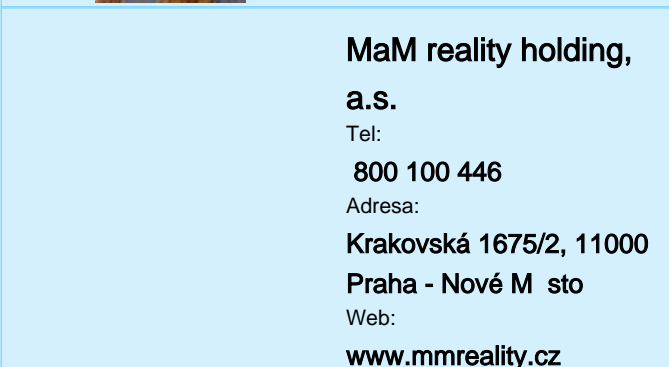 MaM reality holding,
a.s.
Tel:
800 100 446
Adresa:
Krakovská 1675/2, 11000
Praha - Nové M sto
Web:
www.mmreality.cz